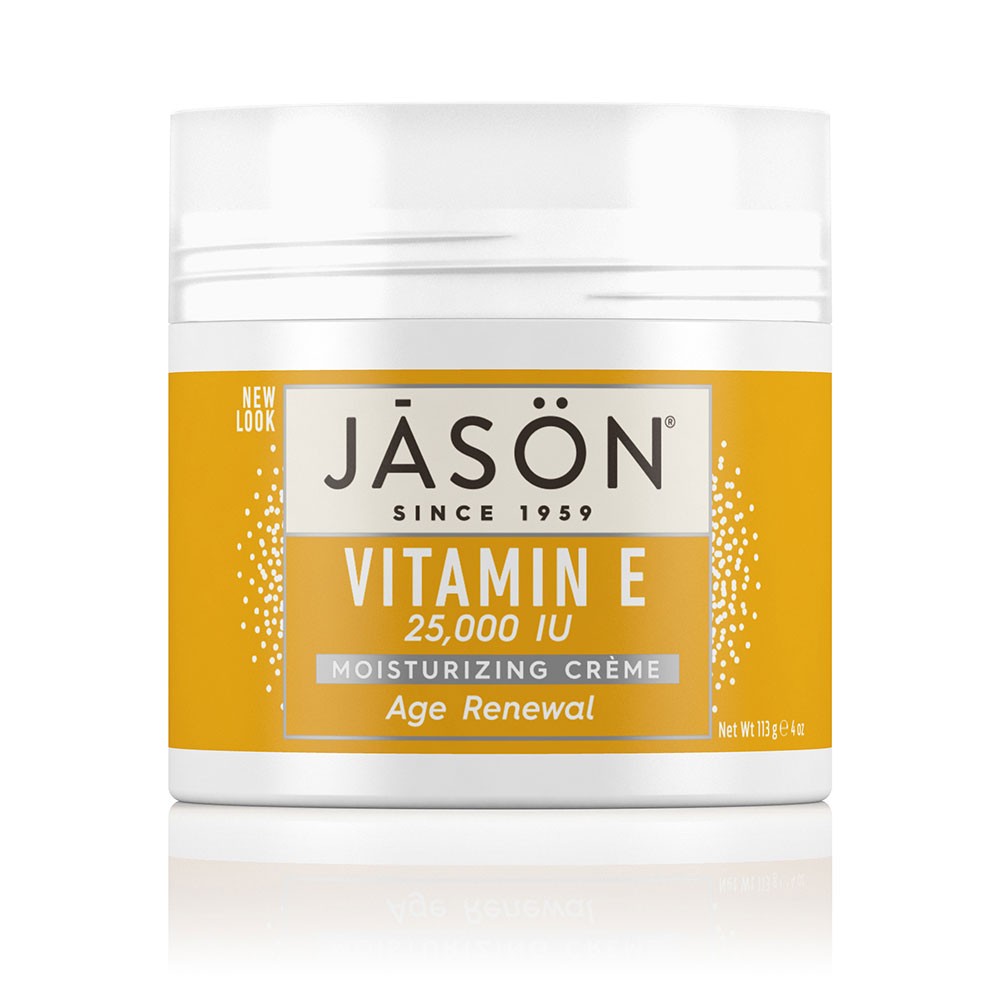 NEW
LOOK
JĀSÖN®
SINCE 1959
VITAMIN E
25,000 IU
MOISTURIZING CRÈME
Age Renewal
Net Wt 113 g ℮ 4 oz